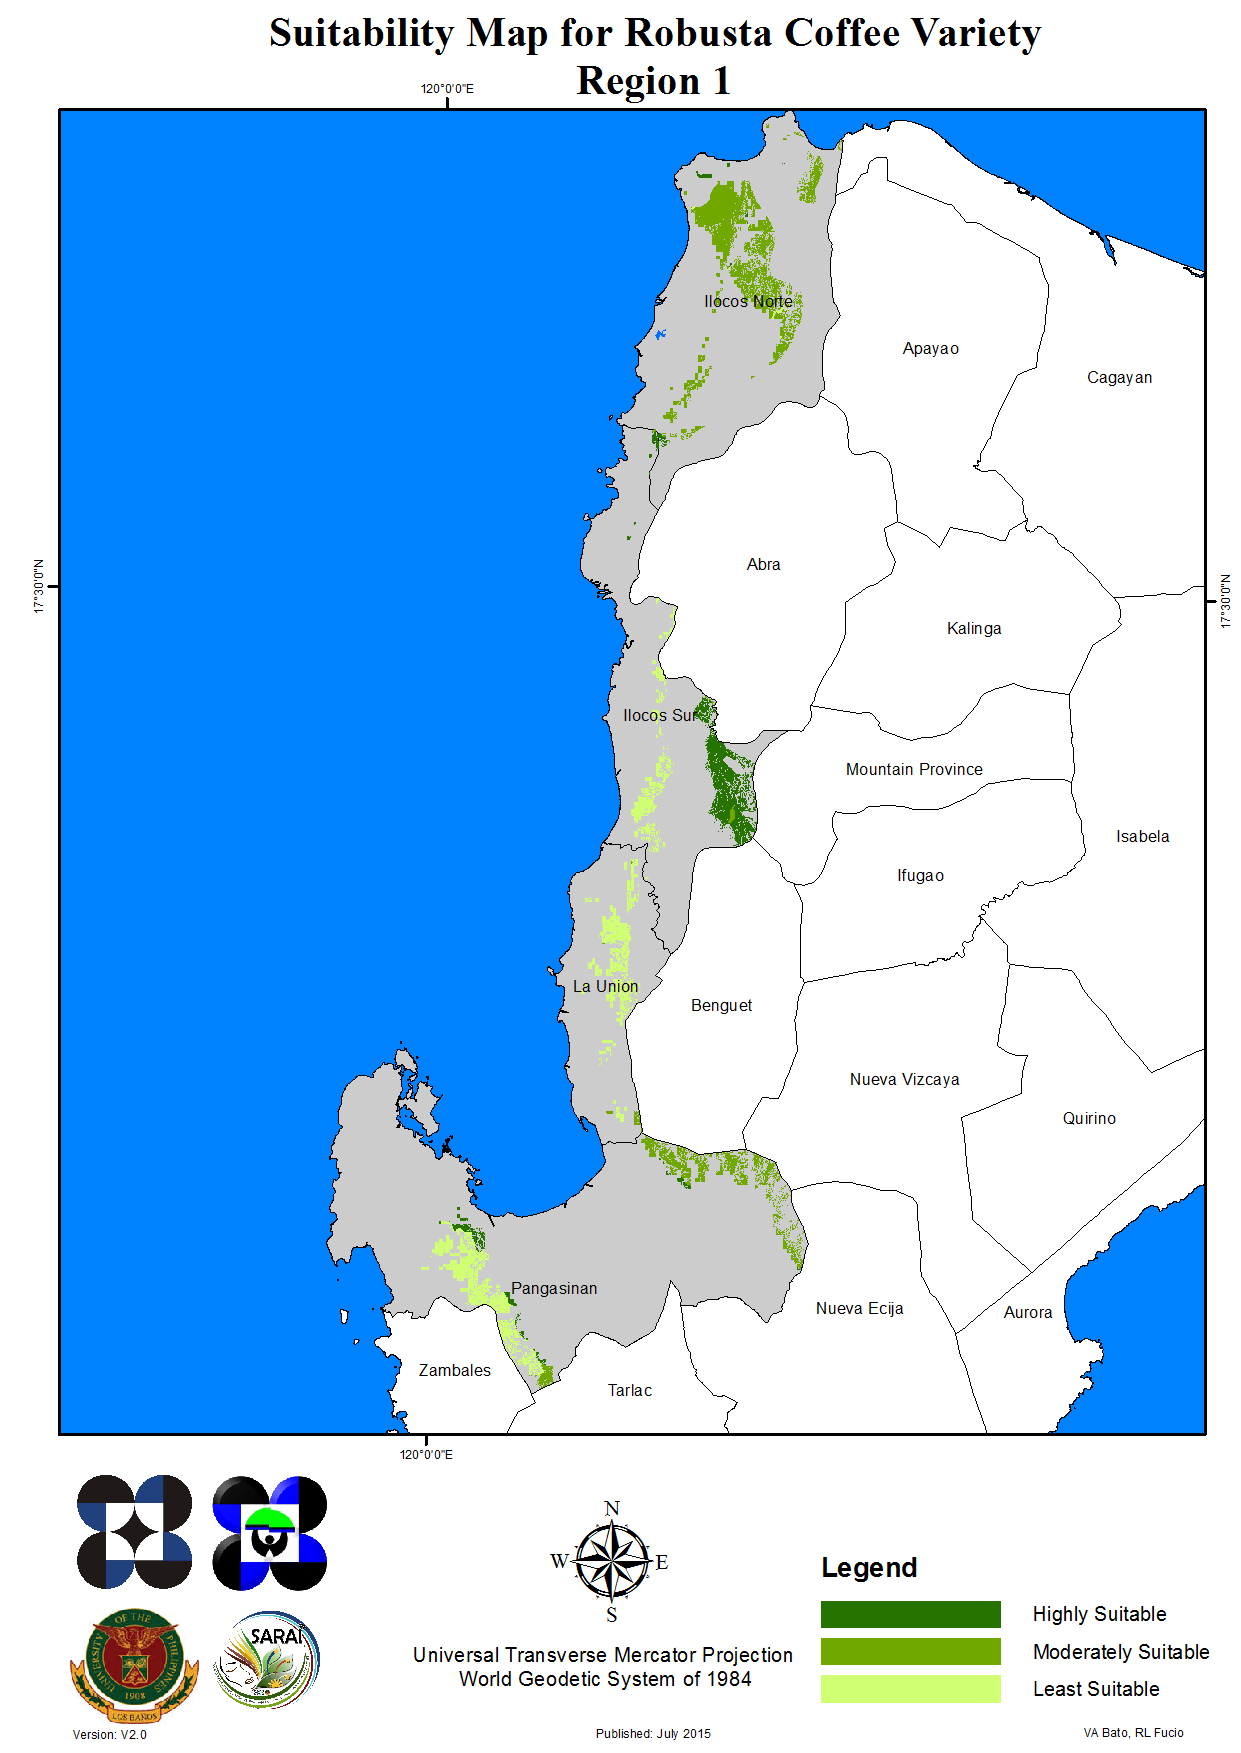 Suitability Map for Robusta Coffee Variety
Region 1
120°0'0"E
Ilocos Norte
Apayao
Cagayan
17°30'0"N
17°30'0"N
Abra
Kalinga
Ilocos Sur
Mountain Province
Isabela
Ifugao
La Union
Benguet
Nueva Vizcaya
Quirino
Pangasinan
Nueva Ecija
Aurora
Zambales
Tarlac
120°0'0"E
N
W E
S
Legend
Highly Suitable
Moderately Suitable
Least Suitable
UNIVERSITY OF THE PHILIPPINES
1908
LOS BAÑOS
SARAI
Universal Transverse Mercator Projection
World Geodetic System of 1984
Version: V2.0
Published: July 2015
VA Bato, RL Fucio